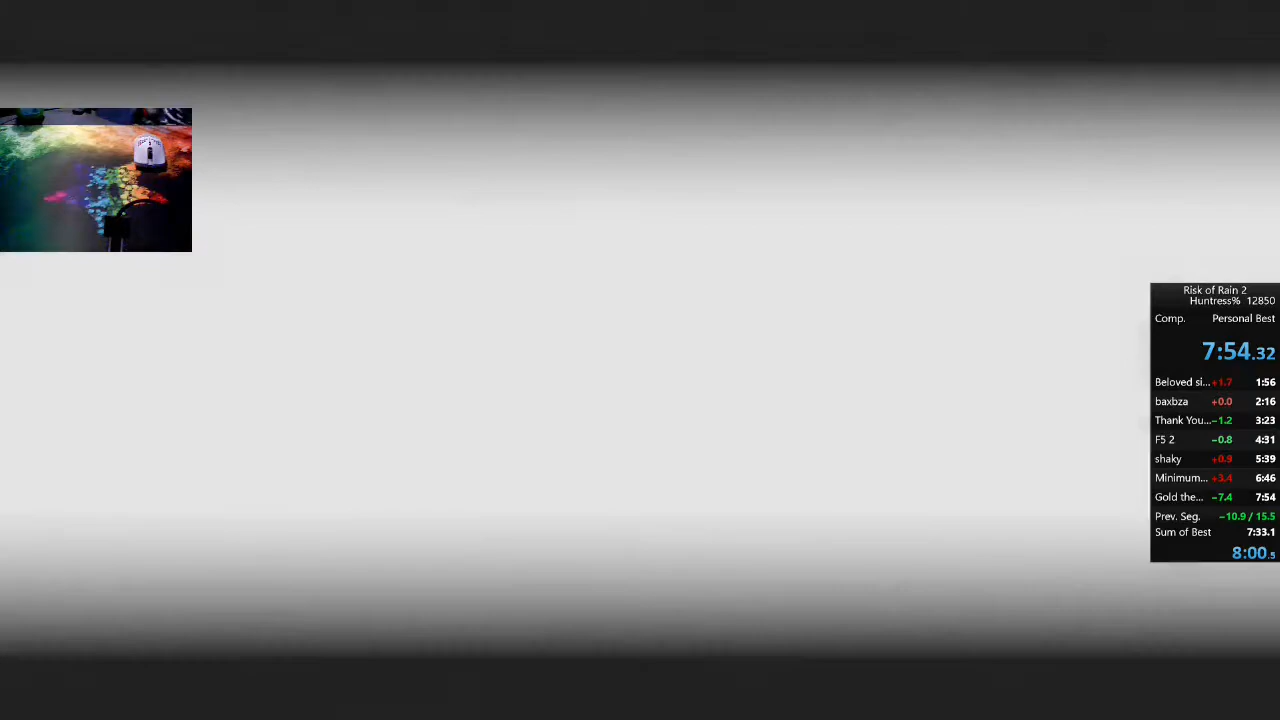 Risk of Rain 2
Huntress% 12850
Comp. Personal Best
7:54.32
Beloved si... +1.7 1:56
baxbza +0.0 2:16
Thank You... −1.2 3:23
F5 2 −0.8 4:31
shaky +0.9 5:39
Minimum... +3.4 6:46
Gold the... −7.4 7:54
Prev. Seg. −10.9 / 15.5
Sum of Best 7:33.1
8:00.5